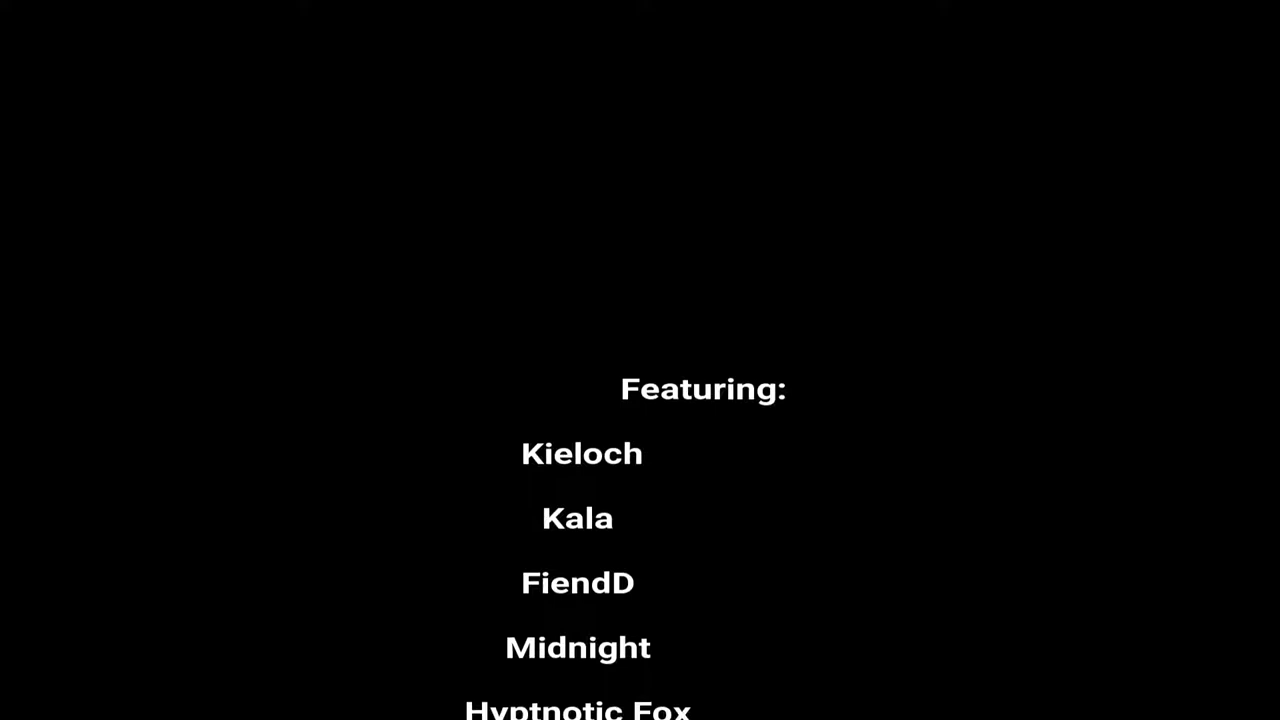 Featuring:
Kieloch
Kala
FiendD
Midnight
Hyptnotic Fox